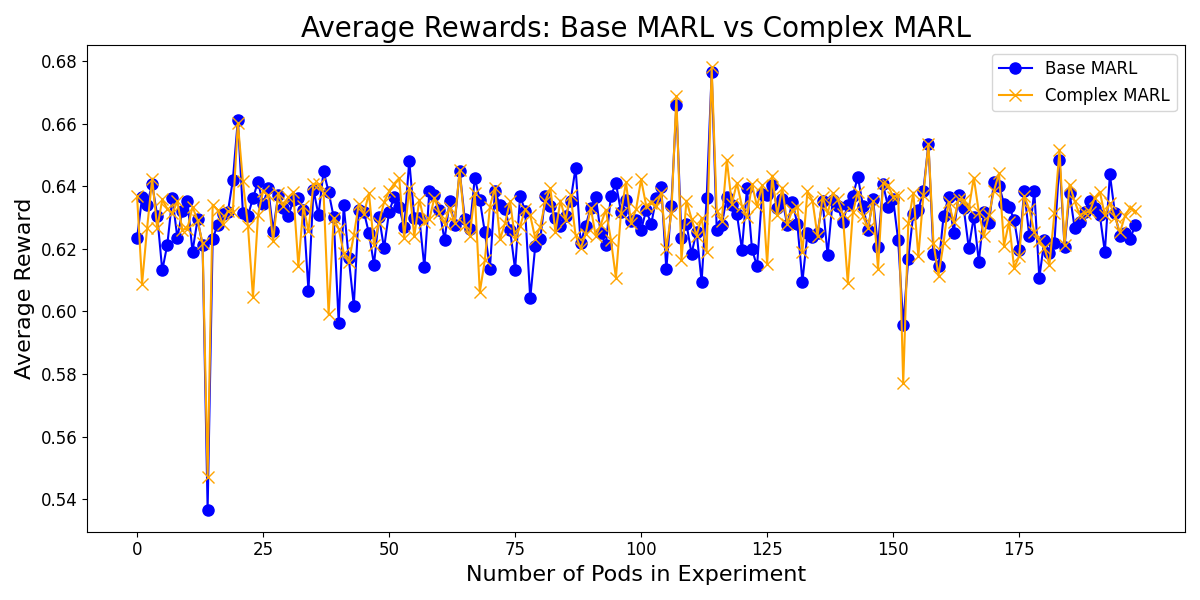 Average Rewards: Base MARL vs Complex MARL
Base MARL
Complex MARL
Average Reward
0.68
0.66
0.64
0.62
0.60
0.58
0.56
0.54
0 25 50 75 100 125 150 175
Number of Pods in Experiment